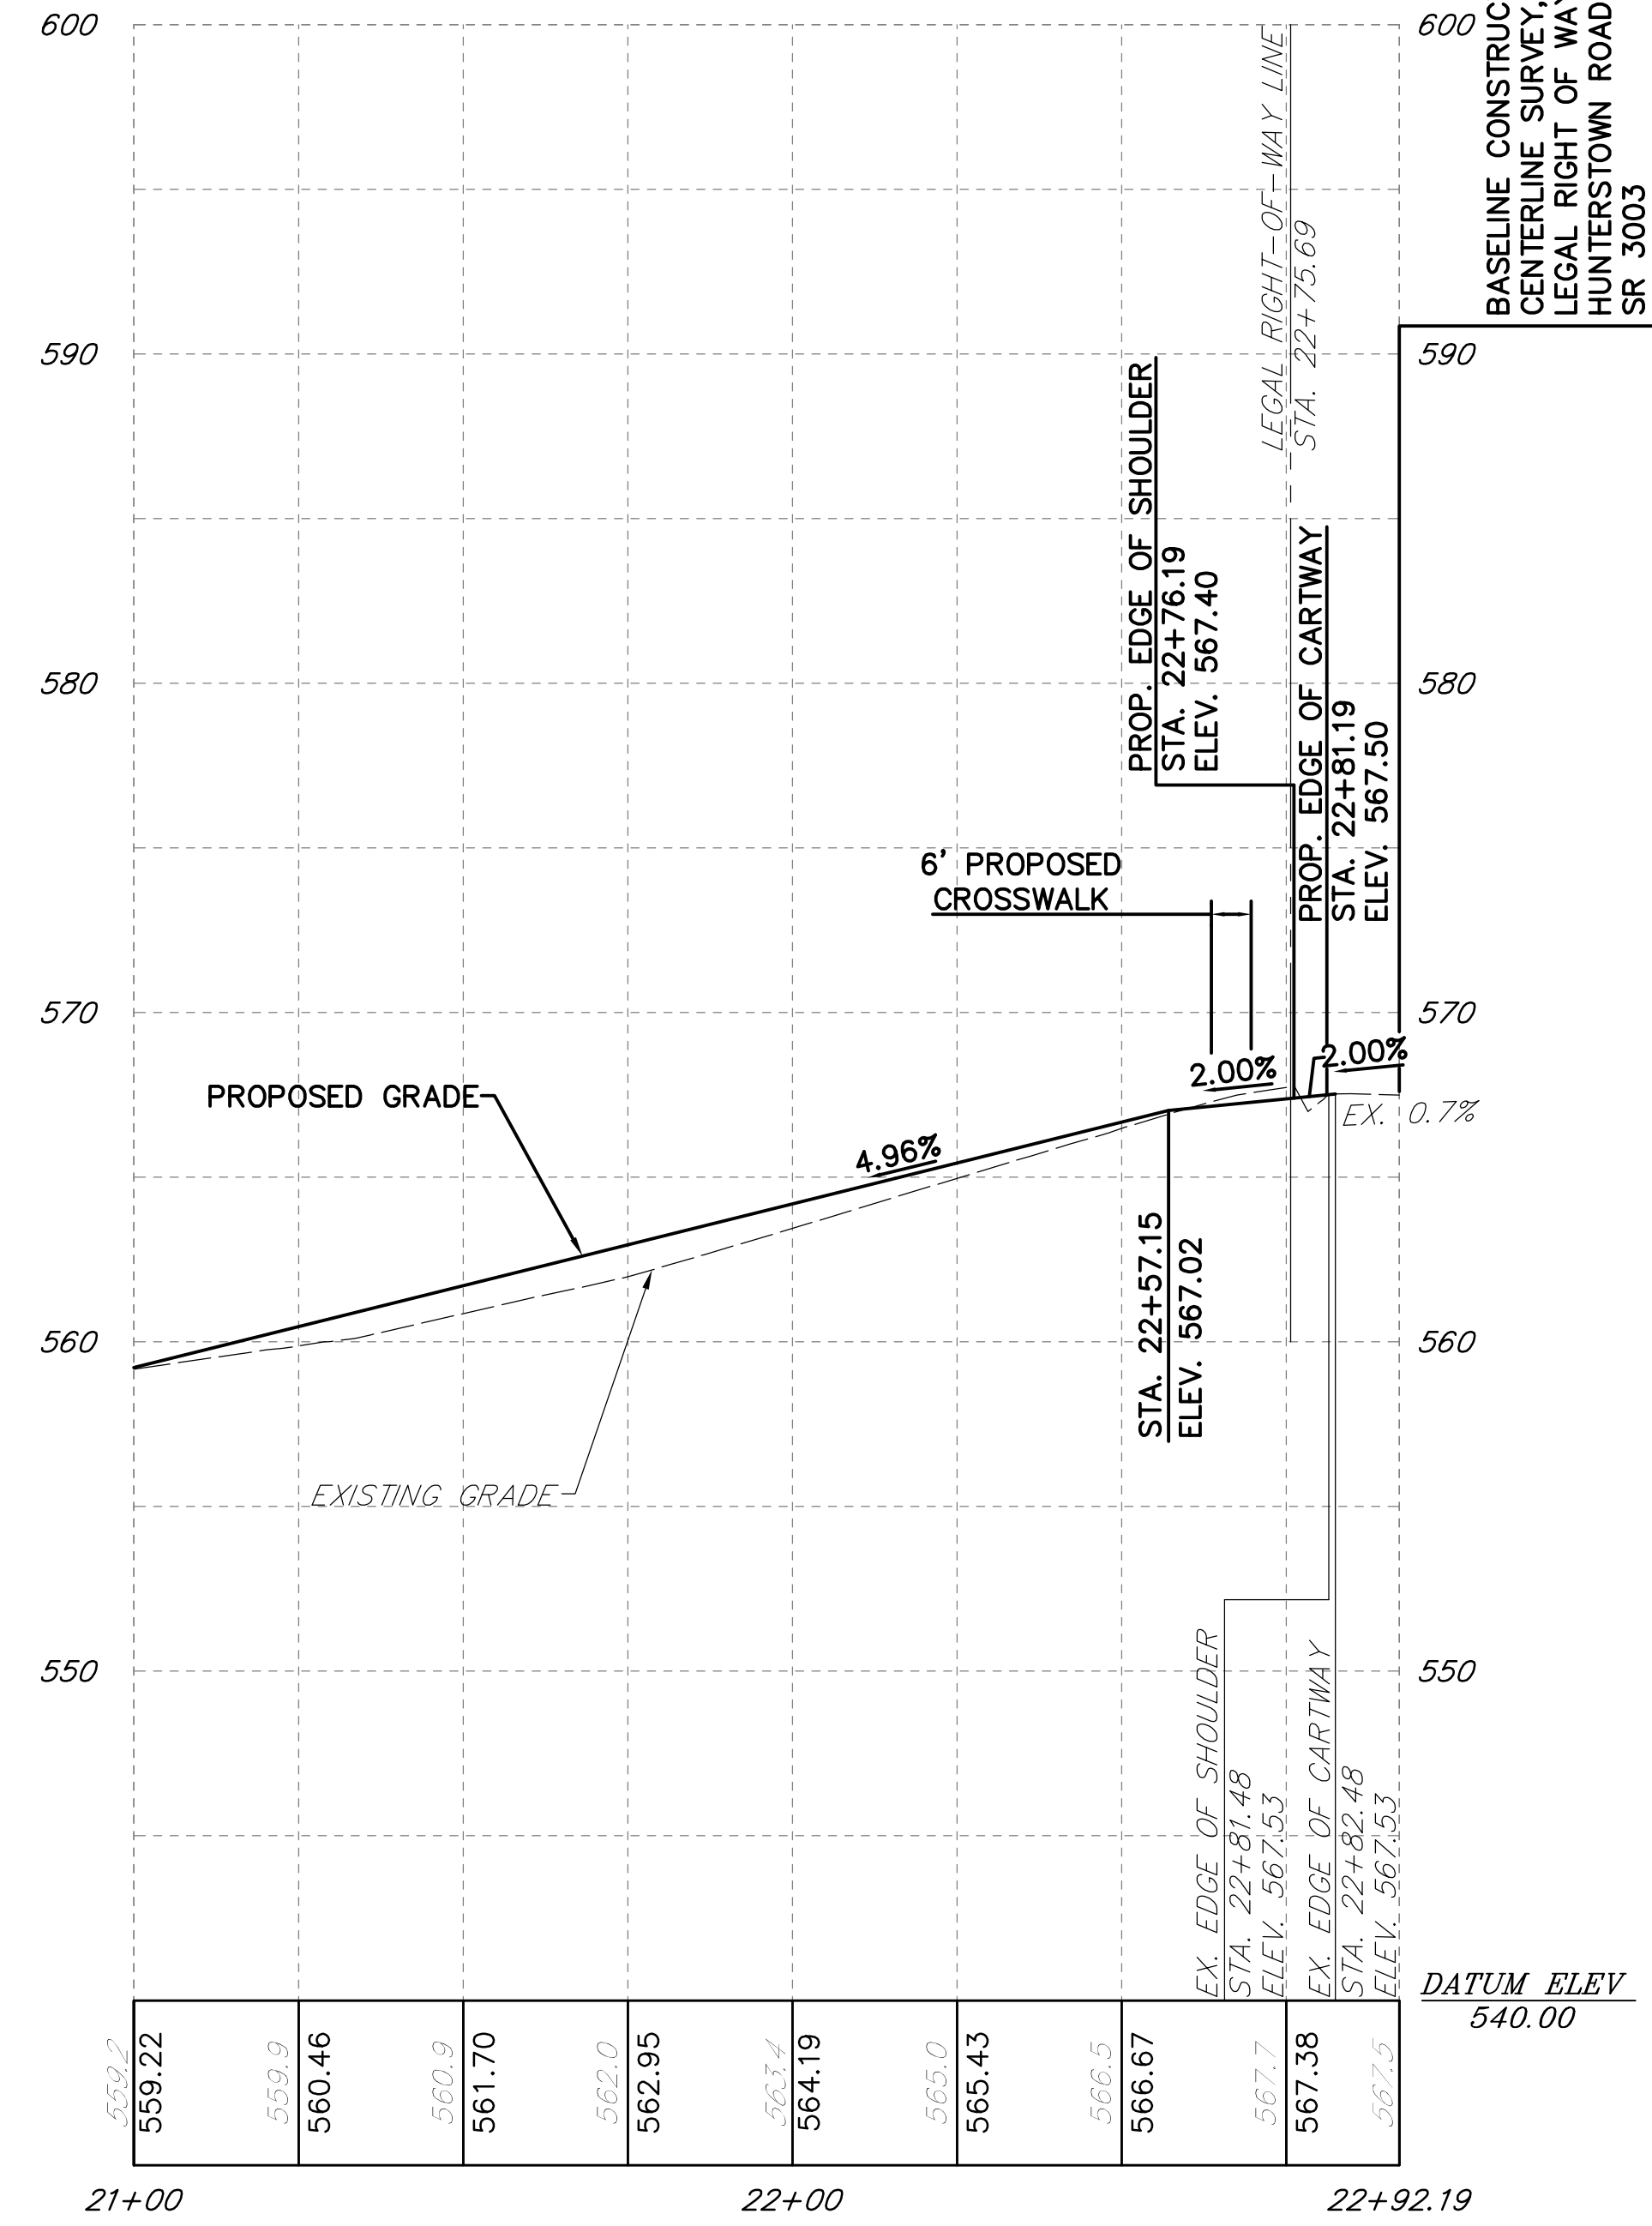 600
590
580
570
560
550
600
590
580
570
560
550
BASELINE CONSTRUC
CENTERLINE SURVEY,
LEGAL RIGHT OF WAY
HUNTERSTOWN ROAD
SR 3003
LEGAL RIGHT-OF-WAY LINE
STA. 22+75.69
PROP. EDGE OF SHOULDER
STA. 22+76.19
ELEV. 567.40
PROP. EDGE OF CARTWAY
STA. 22+81.19
ELEV. 567.50
6' PROPOSED
CROSSWALK
2.00%
2.00%
EX. 0.7%
PROPOSED GRADE
4.96%
STA. 22+57.15
ELEV. 567.02
EXISTING GRADE
EX. EDGE OF SHOULDER
STA. 22+81.48
ELEV. 567.53
EX. EDGE OF CARTWAY
STA. 22+82.48
ELEV. 567.53
DATUM ELEV
540.00
559.2
559.22
559.9
560.46
560.9
561.70
562.0
562.95
563.4
564.19
565.0
565.43
566.5
566.67
567.7
567.38
567.5
21+00
22+00
22+92.19